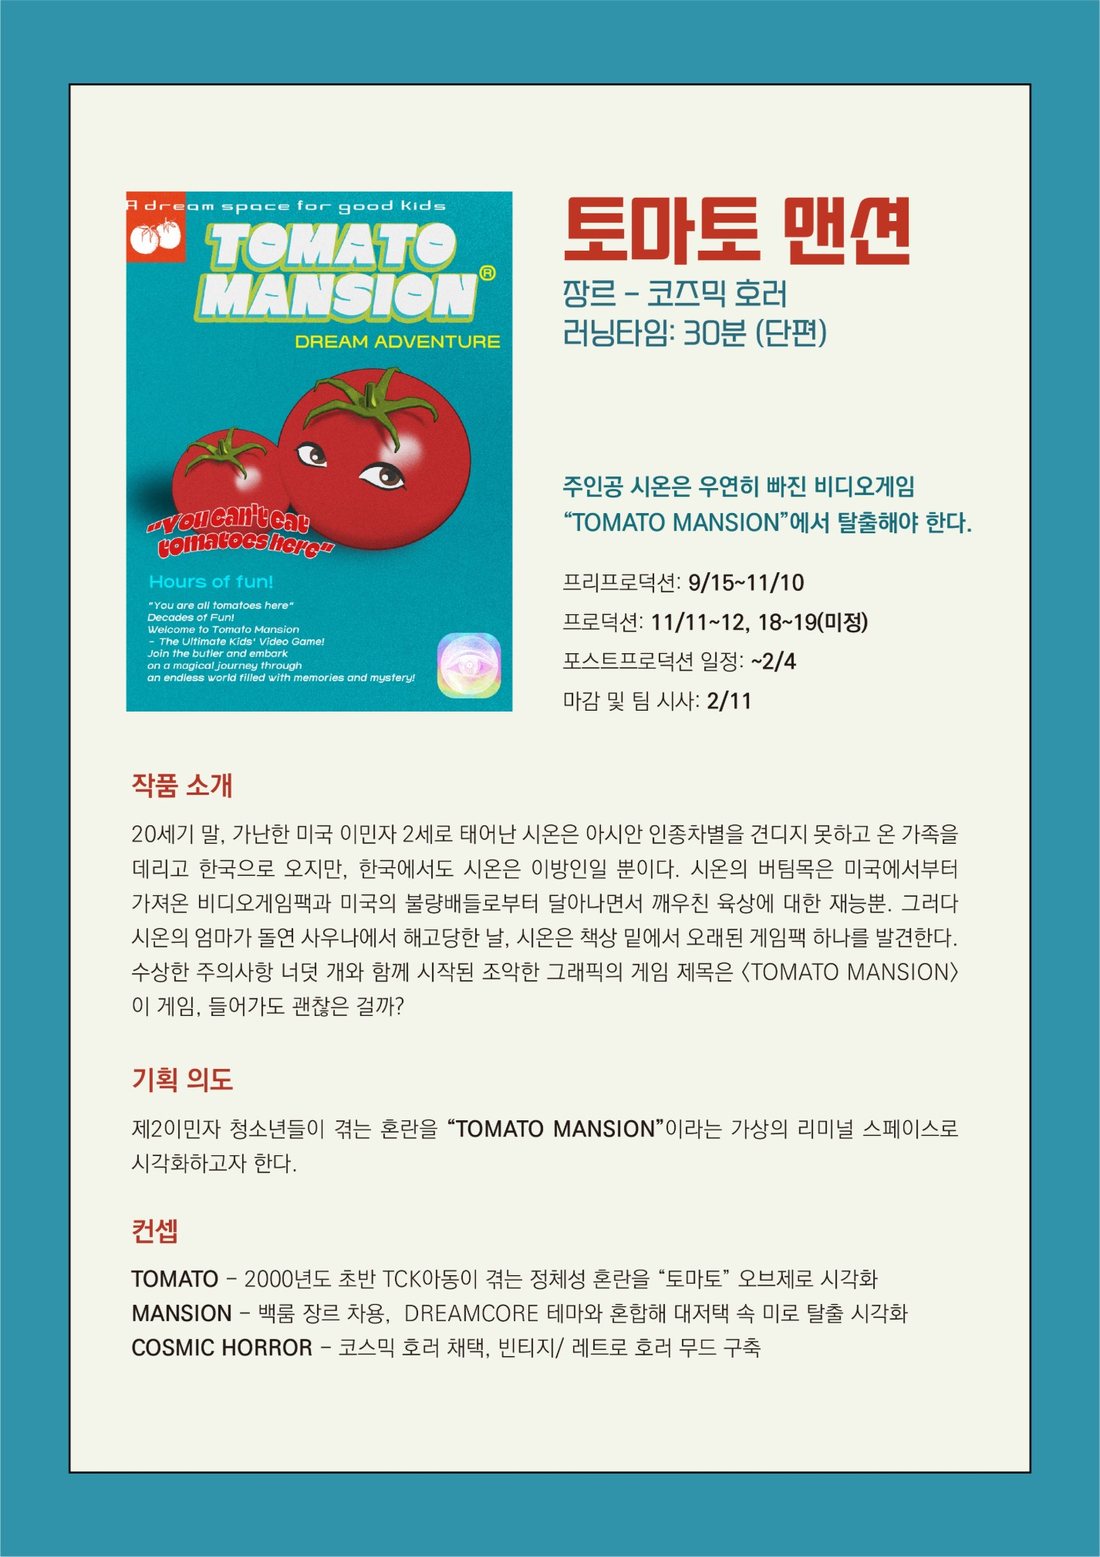 A dream space for good kids
TOMATO
MANSION®
DREAM ADVENTURE
"You can't eat
tomatoes here"
Hours of fun!
"You are all tomatoes here"
Decades of Fun!
Welcome to Tomato Mansion
- The Ultimate Kids' Video Game!
Join the butler and embark
on a magical journey through
an endless world filled with memories and mystery!
토마토 맨션
장르 – 코즈믹 호러
러닝타임: 30분 (단편)
주인공 시온은 우연히 빠진 비디오게임
“TOMATO MANSION”에서 탈출해야 한다.
프리프로덕션: 9/15~11/10
프로덕션: 11/11~12, 18~19(미정)
포스트프로덕션 일정: ~2/4
마감 및 팀 시사: 2/11
작품 소개
20세기 말, 가난한 미국 이민자 2세로 태어난 시온은 아시안 인종차별을 견디지 못하고 온 가족을
데리고 한국으로 오지만, 한국에서도 시온은 이방인일 뿐이다. 시온의 버팀목은 미국에서부터
가져온 비디오게임팩과 미국의 불량배들로부터 달아나면서 깨우친 육상에 대한 재능뿐. 그러다
시온의 엄마가 돌연 사우나에서 해고당한 날, 시온은 책상 밑에서 오래된 게임팩 하나를 발견한다.
수상한 주의사항 너덧 개와 함께 시작된 조악한 그래픽의 게임 제목은 〈TOMATO MANSION〉
이 게임, 들어가도 괜찮은 걸까?
기획 의도
제2이민자 청소년들이 겪는 혼란을 “TOMATO MANSION”이라는 가상의 리미널 스페이스로
시각화하고자 한다.
컨셉
TOMATO – 2000년도 초반 TCK아동이 겪는 정체성 혼란을 “토마토” 오브제로 시각화
MANSION – 백룸 장르 차용, DREAMCORE 테마와 혼합해 대저택 속 미로 탈출 시각화
COSMIC HORROR – 코스믹 호러 채택, 빈티지/ 레트로 호러 무드 구축